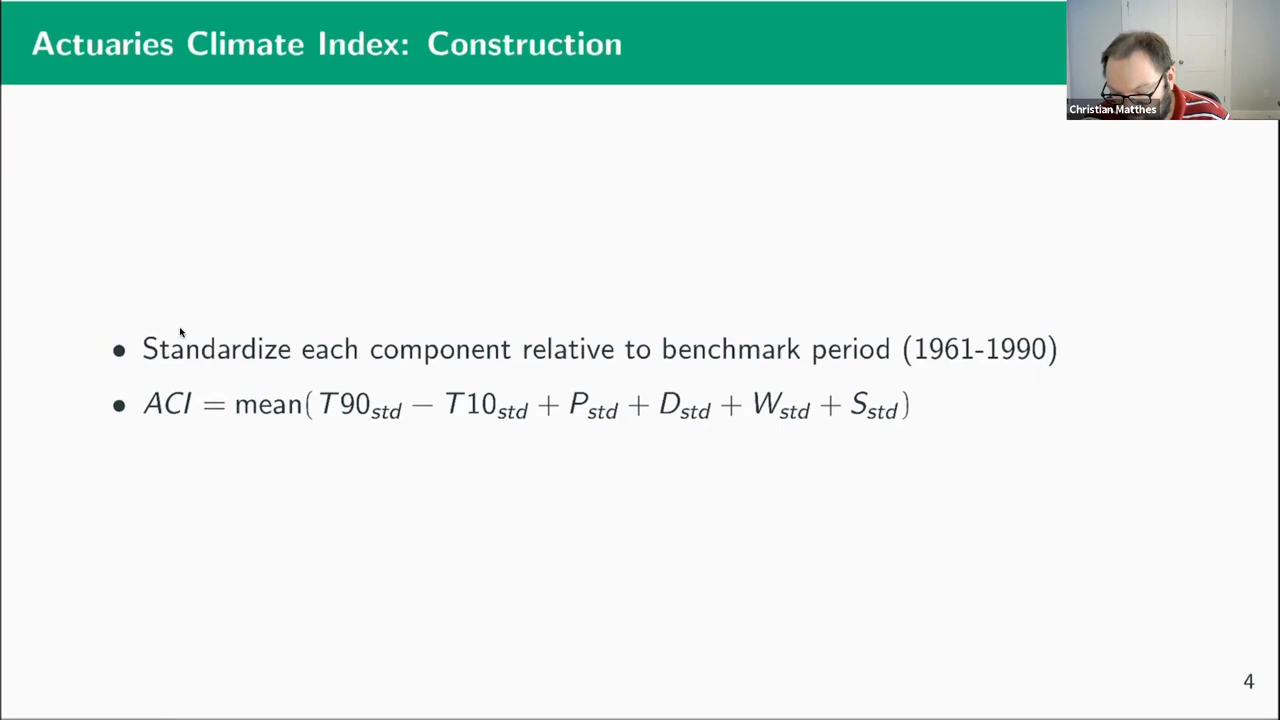 Actuaries Climate Index: Construction
Christian Matthes
• Standardize each component relative to benchmark period (1961-1990)
• ACI = mean( T90std − T10std + Pstd + Dstd + Wstd + Sstd)
4